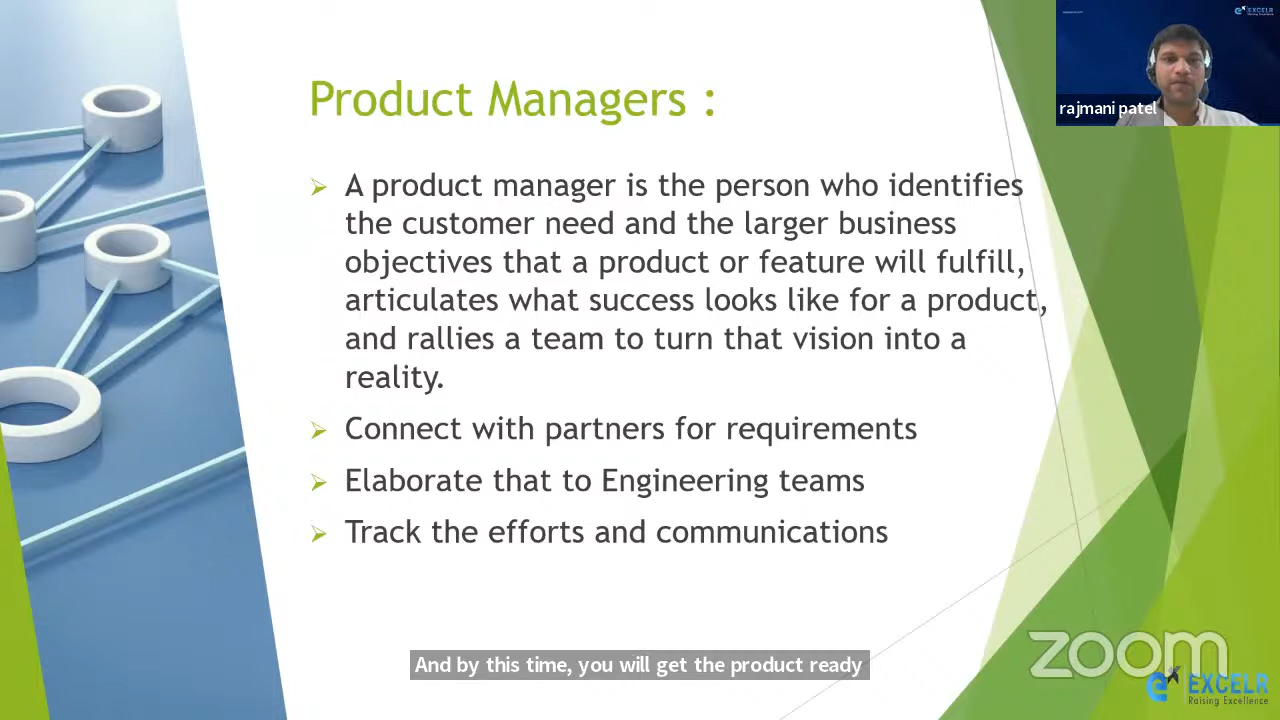 Product Managers :
A product manager is the person who identifies
the customer need and the larger business
objectives that a product or feature will fulfill,
articulates what success looks like for a product,
and rallies a team to turn that vision into a
reality.
Connect with partners for requirements
Elaborate that to Engineering teams
Track the efforts and communications
EXCELR
rajmani patel
And by this time, you will get the product ready
zoom
EXCELR
Raising Excellence